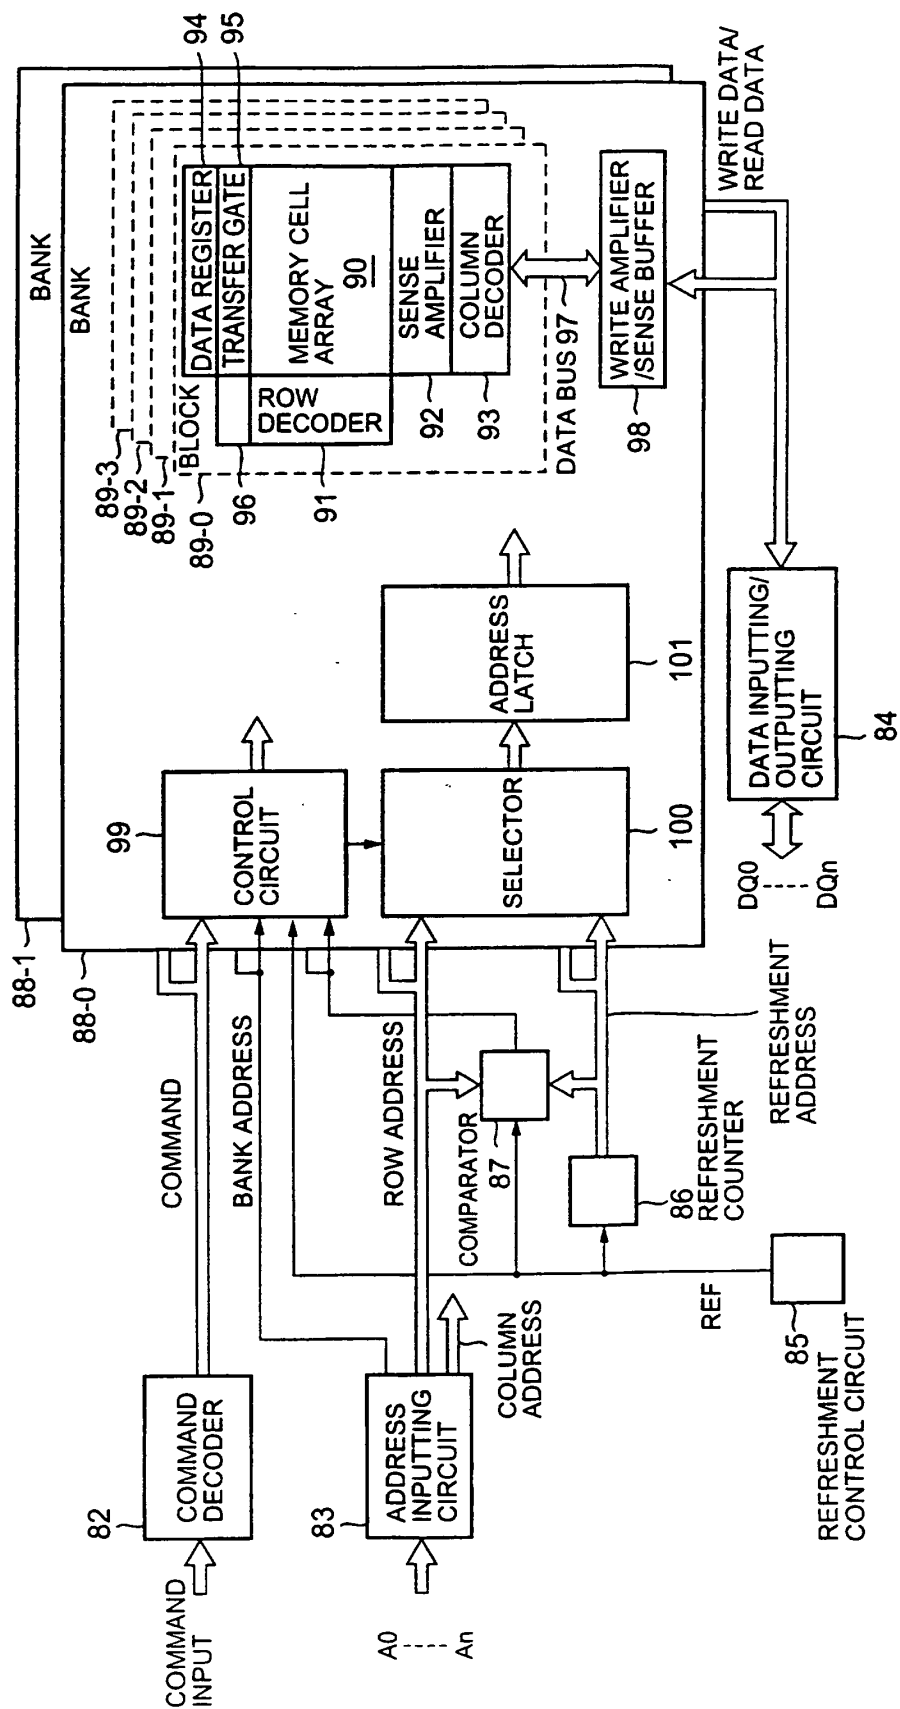 88-1
88-0
BANK
BANK
89-3
89-2
89-1
89-0
BLOCK
94
95
DATA REGISTER
TRANSFER GATE
MEMORY CELL
ARRAY
90
ROW
DECODER
SENSE
AMPLIFIER
COLUMN
DECODER
96
91
92
93
DATA BUS 97
WRITE AMPLIFIER
/SENSE BUFFER
98
WRITE DATA/
READ DATA
99
CONTROL
CIRCUIT
SELECTOR
100
ADDRESS
LATCH
101
COMMAND
INPUT
82
COMMAND
DECODER
COMMAND
BANK ADDRESS
A0
An
83
ADDRESS
INPUTTING
CIRCUIT
ROW ADDRESS
COLUMN
ADDRESS
COMPARATOR
87
86
REFRESHMENT
COUNTER
REFRESHMENT
ADDRESS
REF
85
REFRESHMENT
CONTROL CIRCUIT
DQ0
DQn
DATA INPUTTING/
OUTPUTTING
CIRCUIT
84